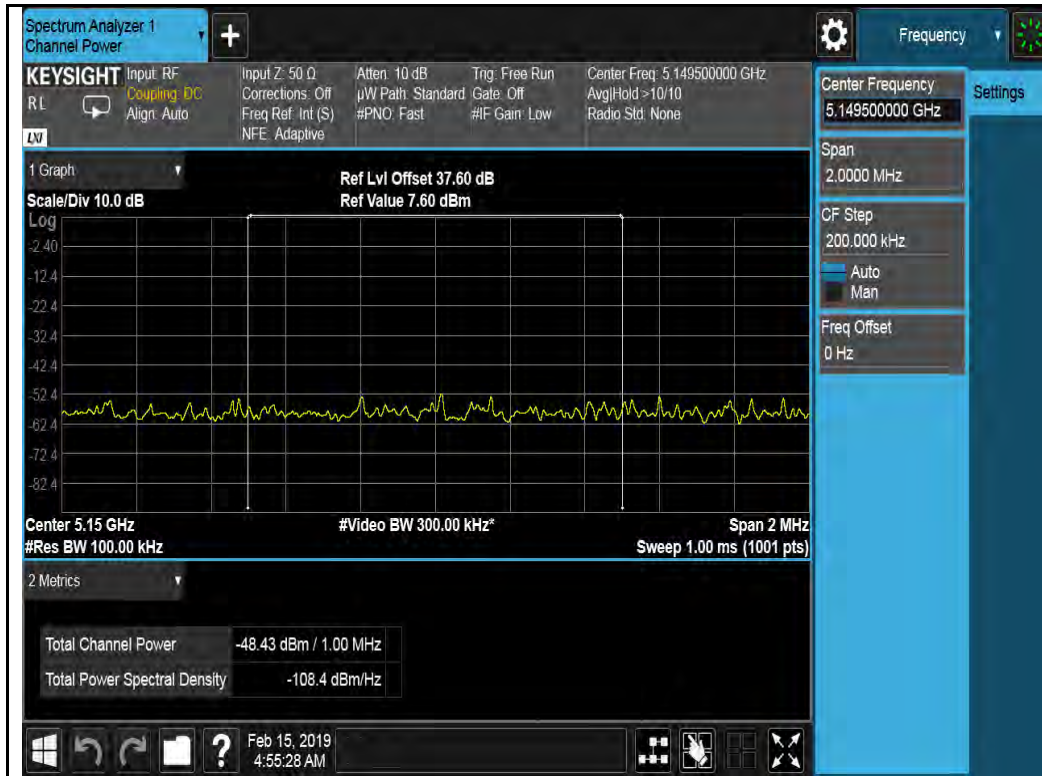 Spectrum Analyzer 1
Channel Power
+
Frequency
KEYSIGHT
RL
LXI
Input: RF
Coupling: DC
Align: Auto
Input Z: 50 Ω
Corrections: Off
Freq Ref: Int (S)
NFE: Adaptive
Atten: 10 dB
µW Path: Standard
#PNO: Fast
Trig: Free Run
Gate: Off
#IF Gain: Low
Center Freq: 5.149500000 GHz
Avg|Hold >10/10
Radio Std: None
Center Frequency
5.149500000 GHz
Settings
Span
2.0000 MHz
CF Step
200.000 kHz
Auto
Man
Freq Offset
0 Hz
1 Graph
Scale/Div 10.0 dB
Ref Lvl Offset 37.60 dB
Ref Value 7.60 dBm
Log
-2.40
-12.4
-22.4
-32.4
-42.4
-52.4
-62.4
-72.4
-82.4
Center 5.15 GHz
#Video BW 300.00 kHz*
Span 2 MHz
#Res BW 100.00 kHz
Sweep 1.00 ms (1001 pts)
2 Metrics
Total Channel Power -48.43 dBm / 1.00 MHz
Total Power Spectral Density -108.4 dBm/Hz
?
Feb 15, 2019
4:55:28 AM